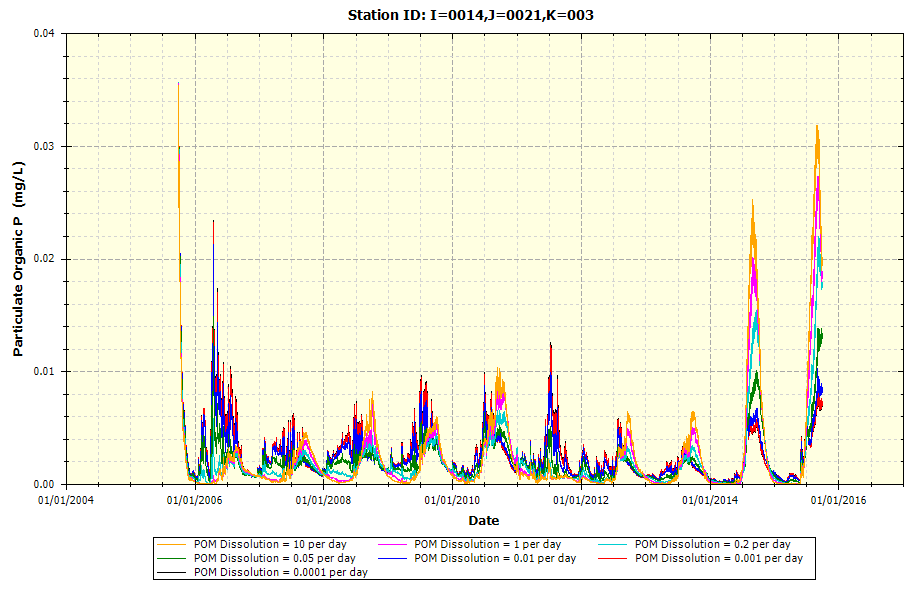 Station ID: I=0014,J=0021,K=003
0.04
0.03
0.02
0.01
0.00
Particulate Organic P (mg/L)
01/01/2004 01/01/2006 01/01/2008 01/01/2010 01/01/2012 01/01/2014 01/01/2016
Date
POM Dissolution = 10 per day POM Dissolution = 1 per day POM Dissolution = 0.2 per day
POM Dissolution = 0.05 per day POM Dissolution = 0.01 per day POM Dissolution = 0.001 per day
POM Dissolution = 0.0001 per day